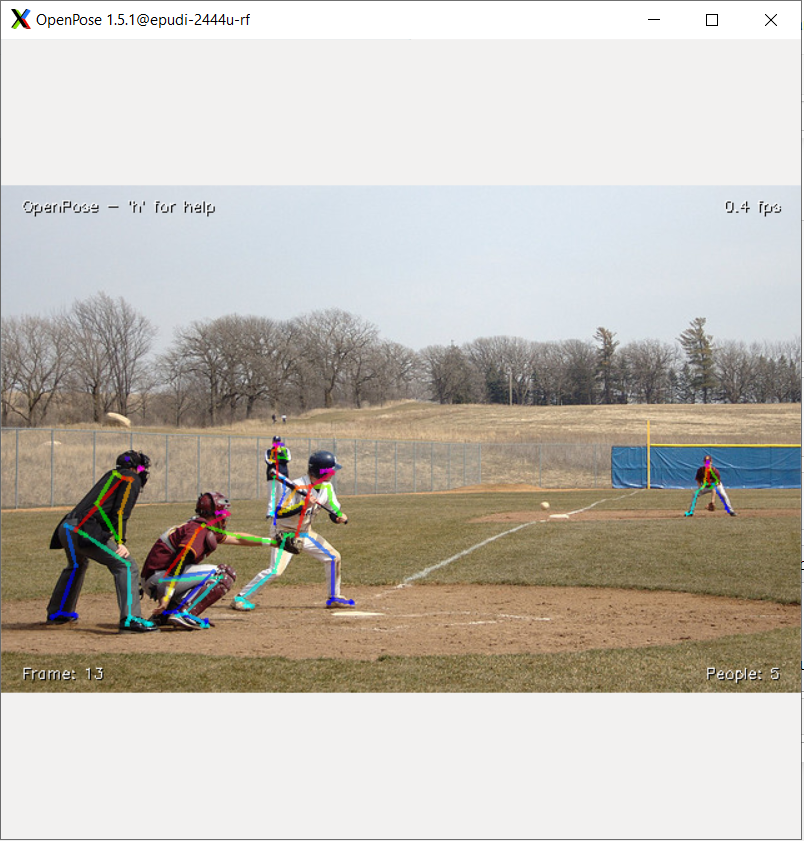 OpenPose 1.5.1@epudi-2444u-rf
OpenPose - 'h' for help
0.4 fps
Frame: 13
People: 5